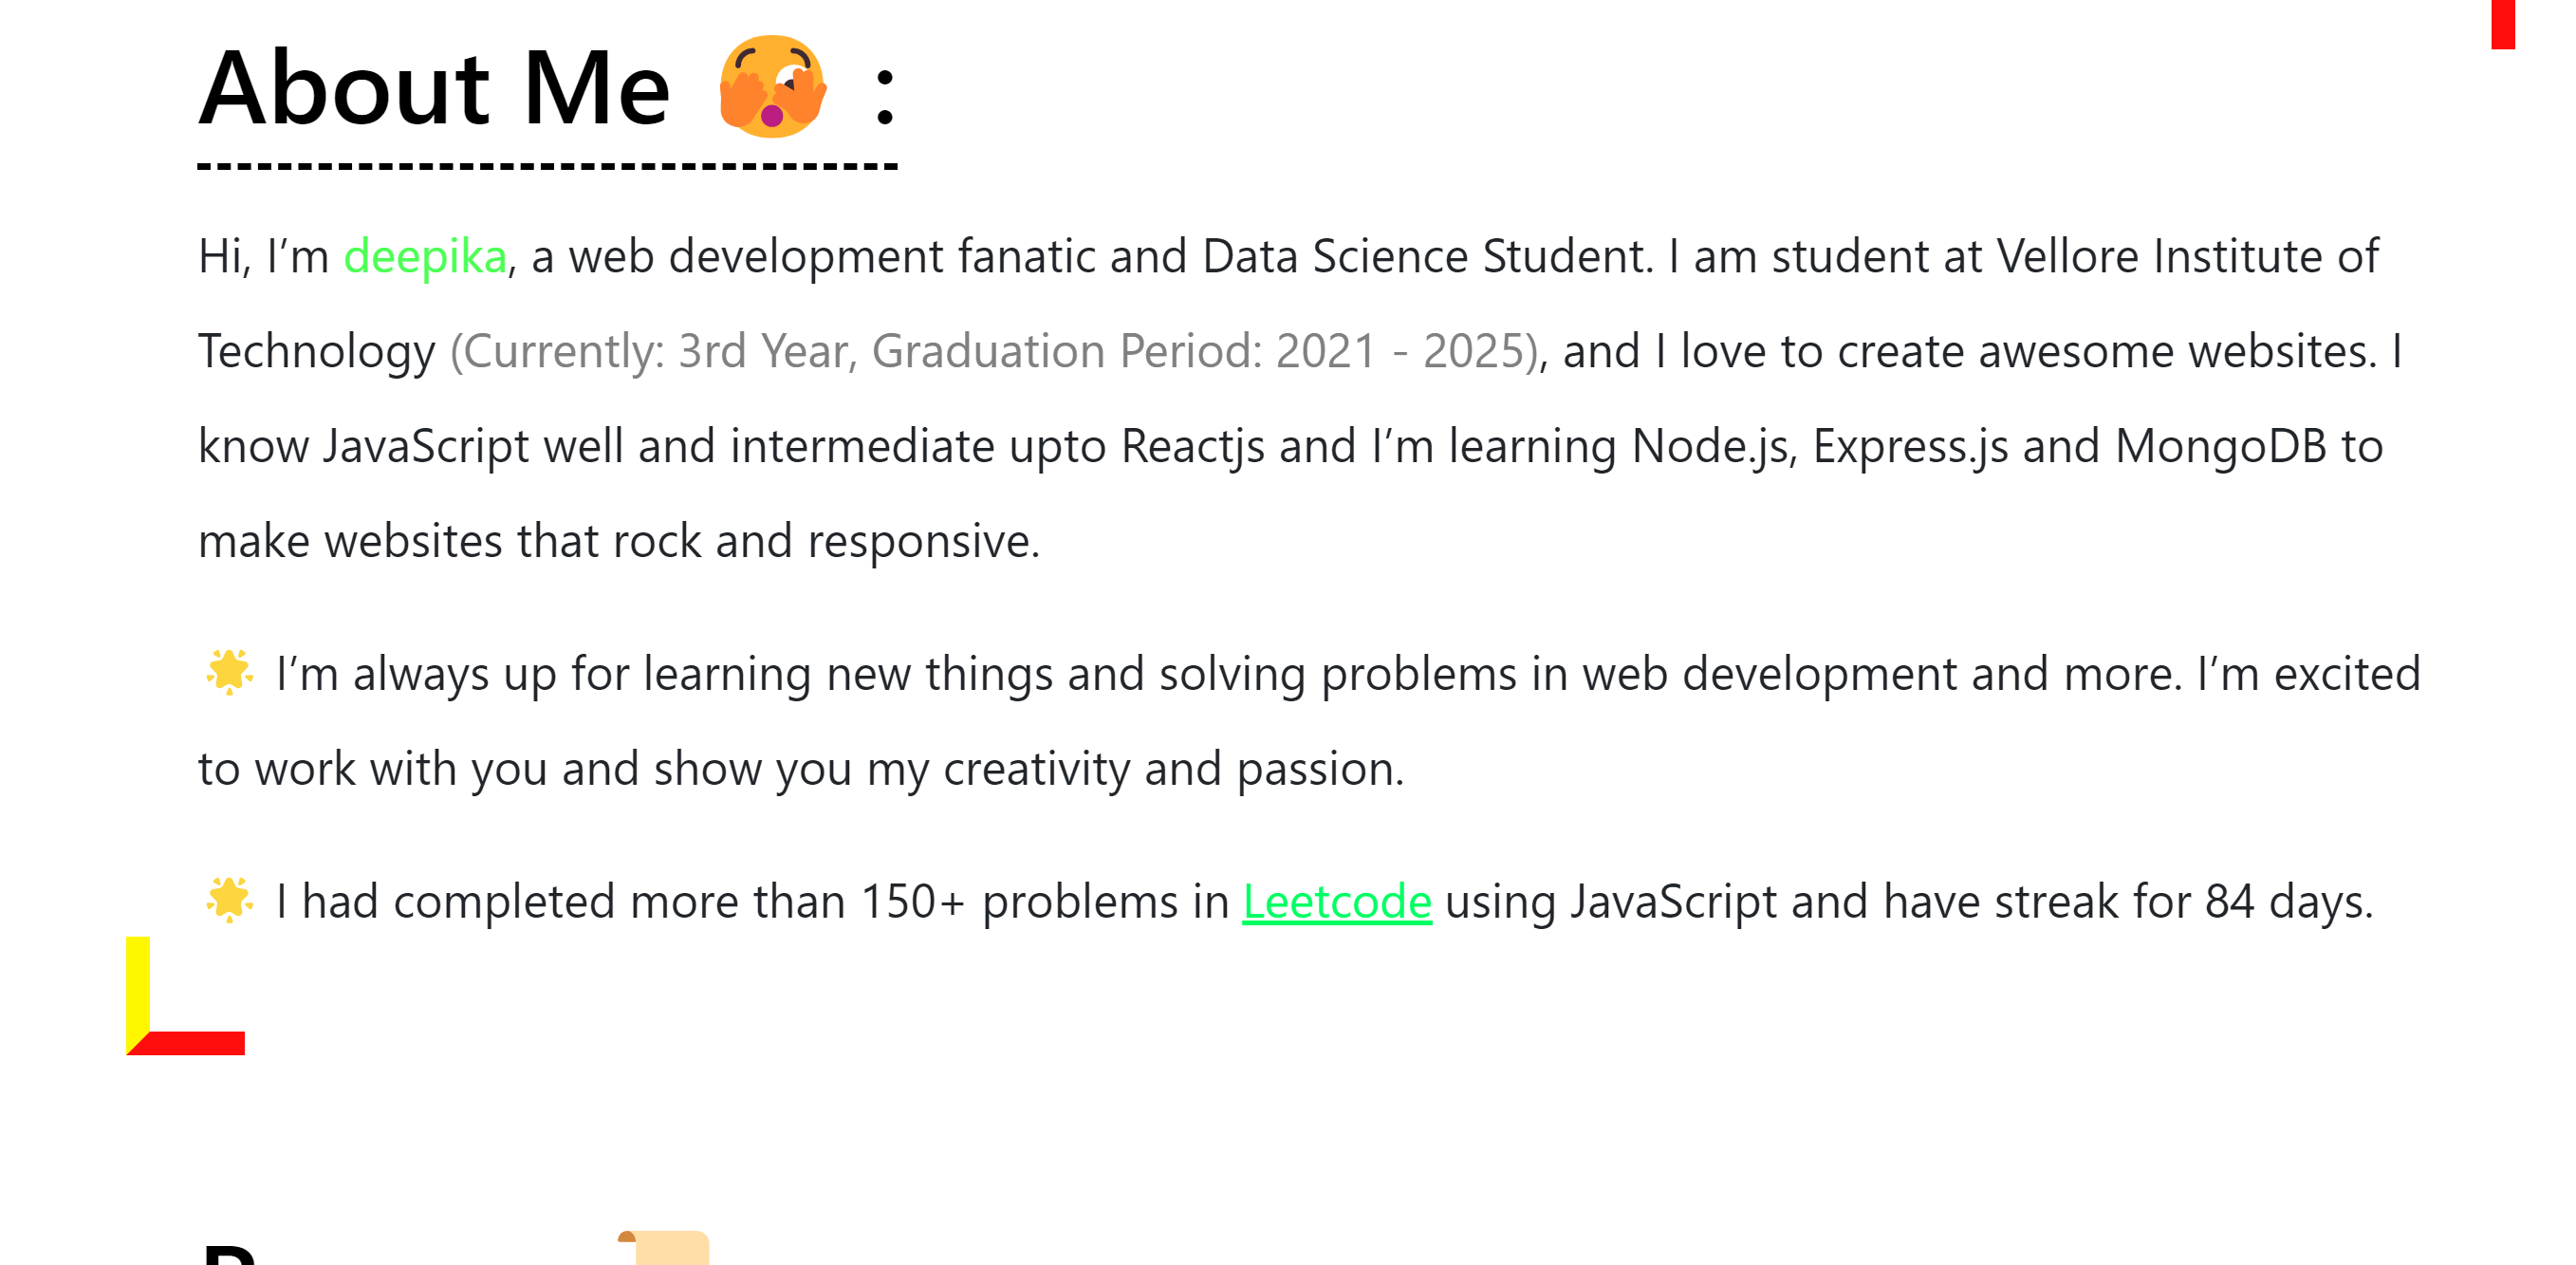 About Me 🫣 :
Hi, I’m deepika, a web development fanatic and Data Science Student. I am student at Vellore Institute of
Technology (Currently: 3rd Year, Graduation Period: 2021 - 2025), and I love to create awesome websites. I
know JavaScript well and intermediate upto Reactjs and I’m learning Node.js, Express.js and MongoDB to
make websites that rock and responsive.
🌟 I’m always up for learning new things and solving problems in web development and more. I’m excited
to work with you and show you my creativity and passion.
🌟 I had completed more than 150+ problems in Leetcode using JavaScript and have streak for 84 days.